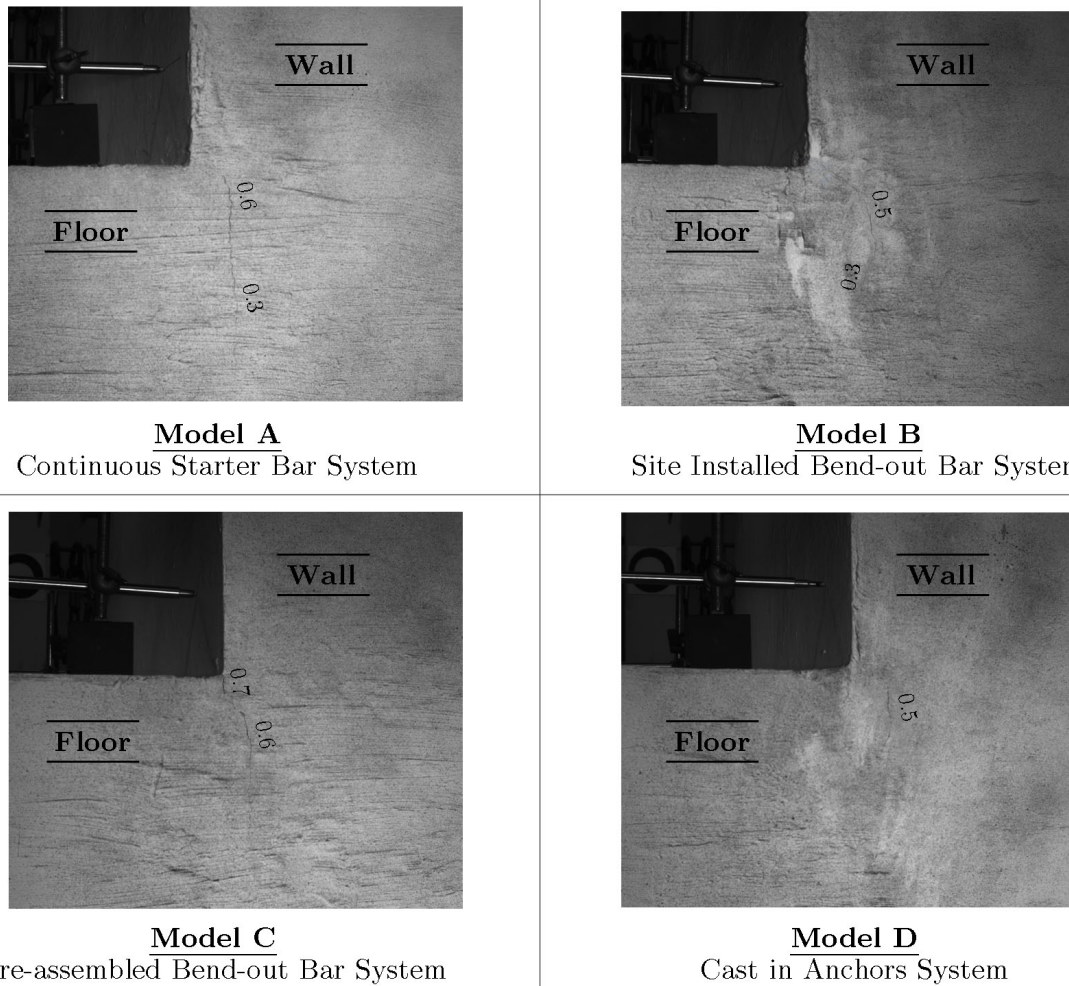 Wall
0.6
Floor
0.3
Model A
Continuous Starter Bar System
Wall
0.5
Floor
0.3
Model B
Site Installed Bend-out Bar System
Wall
0.7
0.6
Floor
Model C
re-assembled Bend-out Bar System
Wall
0.5
Floor
Model D
Cast in Anchors System